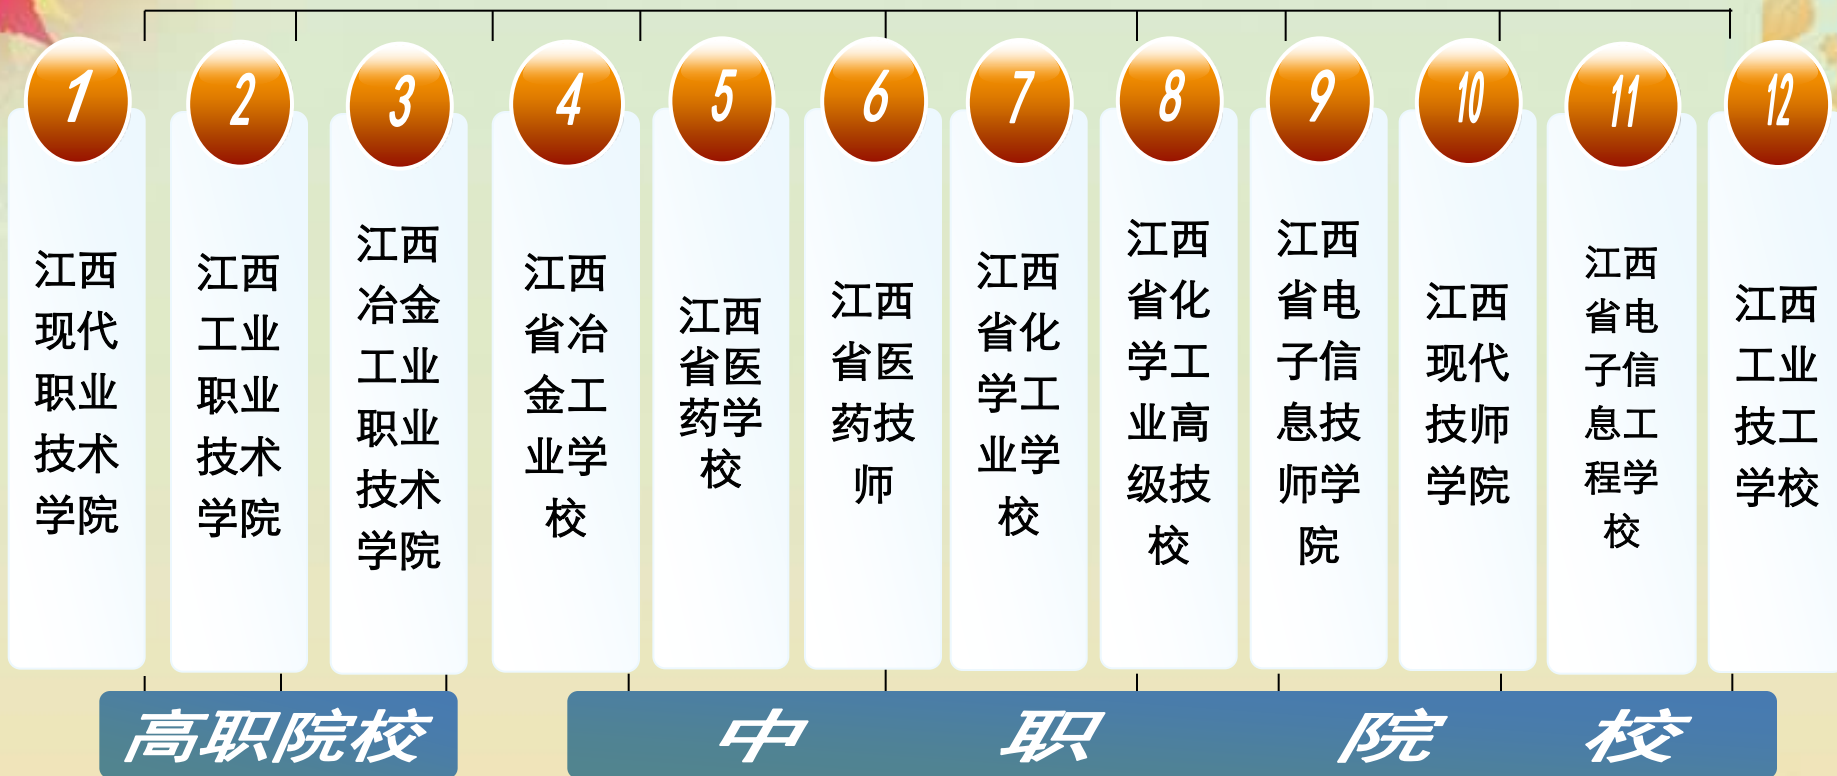 1
江西
现代
职业
技术
学院
2
江西
工业
职业
技术
学院
3
江西
冶金
工业
职业
技术
学院
4
江西
省冶
金工
业学
校
5
江西
省医
药学
校
6
江西
省医
药技
师
7
江西
省化
学工
业学
校
8
江西
省化
学工
业高
级技
校
9
江西
省电
子信
息技
师学
院
10
江西
现代
技师
学院
11
江西
省电
子信
息工
程学
校
12
江西
工业
技工
学校
高职院校
中职院校